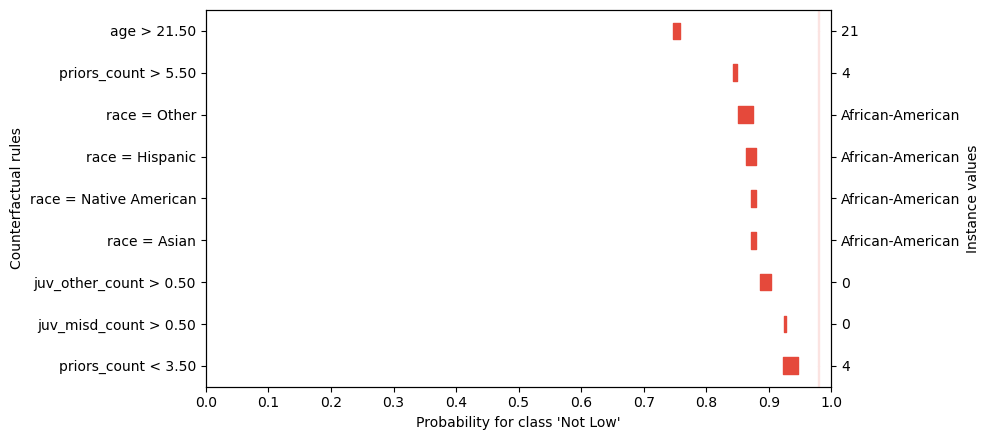 age > 21.50
21
priors_count > 5.50
4
race = Other
African-American
race = Hispanic
African-American
race = Native American
African-American
race = Asian
African-American
juv_other_count > 0.50
0
juv_misd_count > 0.50
0
priors_count < 3.50
4
Counterfactual rules
Instance values
0.0 0.1 0.2 0.3 0.4 0.5 0.6 0.7 0.8 0.9 1.0
Probability for class 'Not Low'